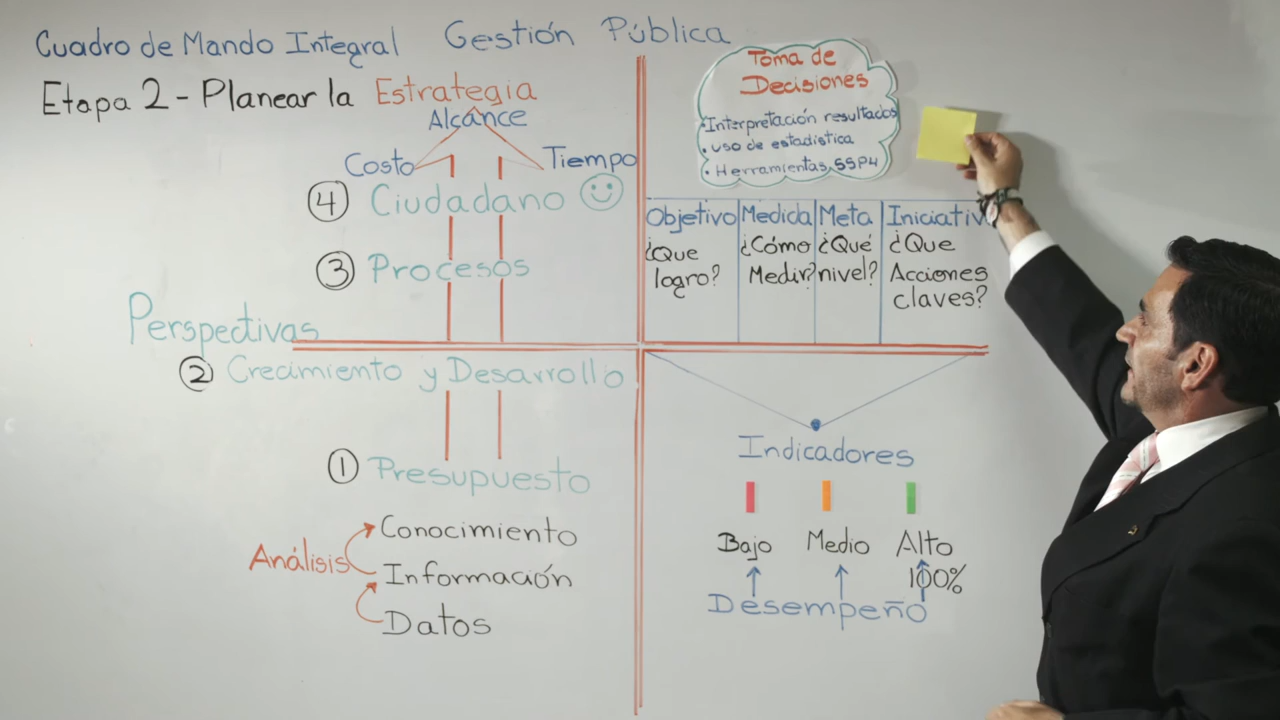 Cuadro de Mando Integral Gestión Pública
Etapa 2 - Planear la Estrategia
Alcance
Costo Tiempo
4 Ciudadano
3 Procesos
Perspectivas
2 Crecimiento y Desarrollo
1 Presupuesto
Conocimiento
Análisis
Información
Datos
Toma de
Decisiones
• Interpretación resultados
• uso de estadística
• Herramientas, SSP4
Objetivo Medida Meta Iniciativ
¿Que logro? ¿Cómo Medir? ¿Qué nivel? ¿Que Acciones claves?
Indicadores
Bajo Medio Alto
100%
Desempeño